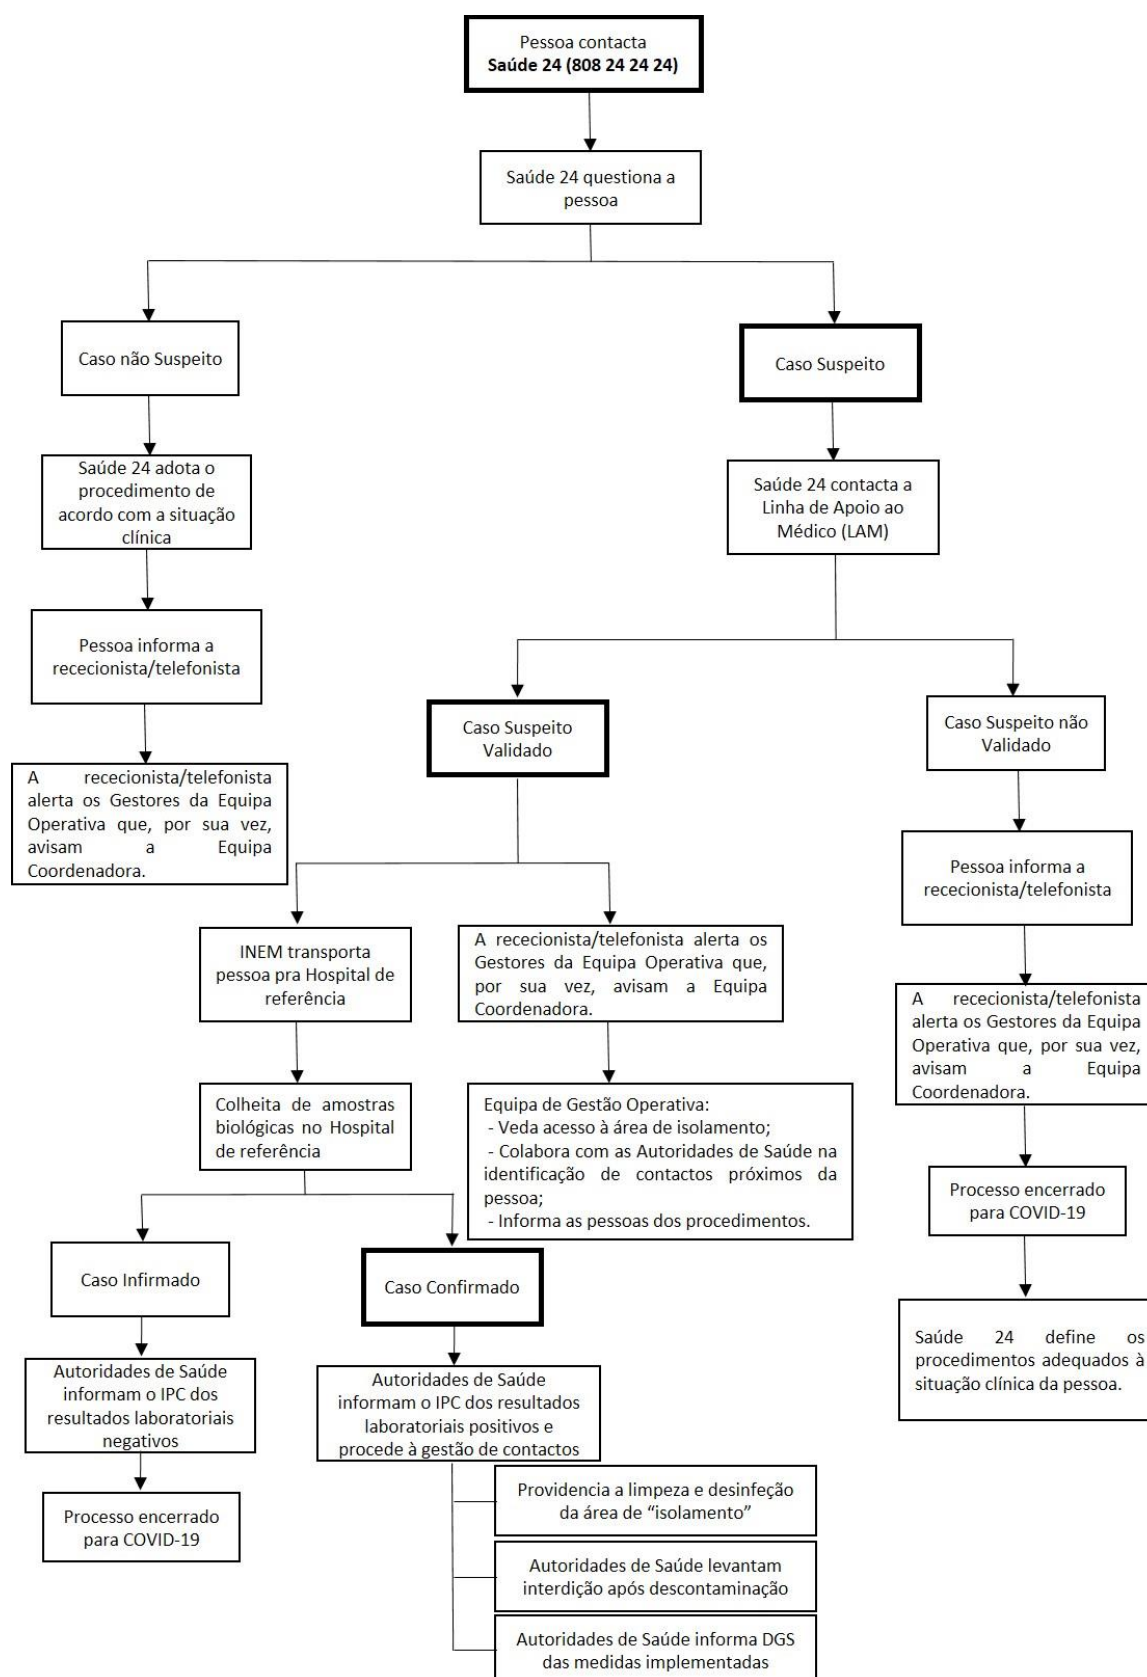 Pessoa contacta
Saúde 24 (808 24 24 24)
Saúde 24 questiona a
pessoa
Caso não Suspeito
Caso Suspeito
Saúde 24 adota o
procedimento de
acordo com a situação
clínica
Saúde 24 contacta a
Linha de Apoio ao
Médico (LAM)
Pessoa informa a
rececionista/telefonista
A rececionista/telefonista
alerta os Gestores da Equipa
Operativa que, por sua vez,
avisam a Equipa
Coordenadora.
Caso Suspeito
Validado
Caso Suspeito não
Validado
Pessoa informa a
rececionista/telefonista
INEM transporta
pessoa pra Hospital de
referência
A rececionista/telefonista alerta os
Gestores da Equipa Operativa que,
por sua vez, avisam a Equipa
Coordenadora.
A rececionista/telefonista
alerta os Gestores da Equipa
Operativa que, por sua vez,
avisam a Equipa
Coordenadora.
Colheita de amostras
biológicas no Hospital
de referência
Equipa de Gestão Operativa:
- Veda acesso à área de isolamento;
- Colabora com as Autoridades de Saúde na
identificação de contactos próximos da
pessoa;
- Informa as pessoas dos procedimentos.
Processo encerrado
para COVID-19
Caso Infirmado
Caso Confirmado
Saúde 24 define os
procedimentos adequados à
situação clínica da pessoa.
Autoridades de Saúde
informam o IPC dos
resultados laboratoriais
negativos
Autoridades de Saúde
informam o IPC dos resultados
laboratoriais positivos e
procede à gestão de contactos
Processo encerrado
para COVID-19
Providencia a limpeza e desinfeção
da área de “isolamento”
Autoridades de Saúde levantam
interdição após descontaminação
Autoridades de Saúde informa DGS
das medidas implementadas